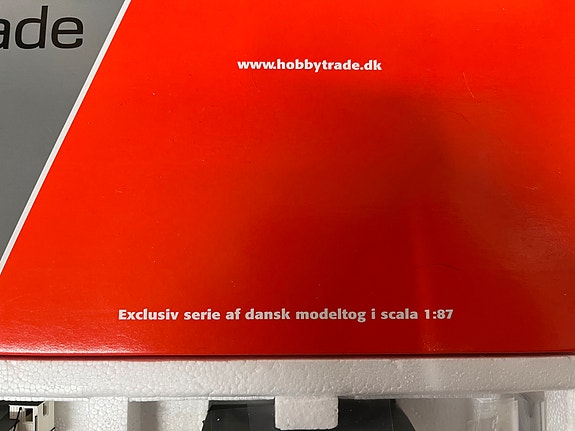 ade
www.hobbytrade.dk
Exclusiv serie af dansk modeltog i scala 1:87